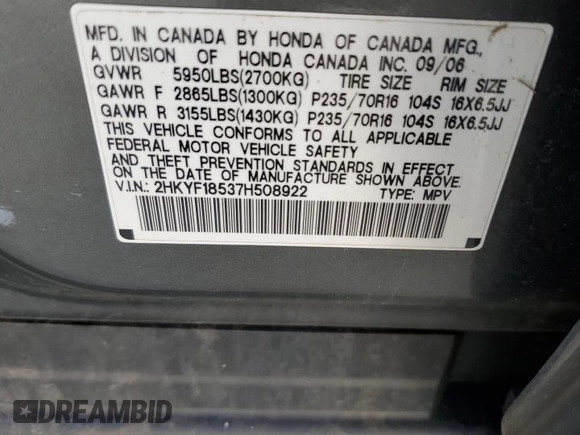 MFD. IN CANADA BY HONDA OF CANADA MFG.,
A DIVISION OF HONDA CANADA INC. 09/06
GVWR 5950LBS(2700KG) TIRE SIZE RIM SIZE
GAWR F 2865LBS(1300KG) P235/70R16 104S 16X6.5JJ
GAWR R 3155LBS(1430KG) P235/70R16 104S 16X6.5JJ
THIS VEHICLE CONFORMS TO ALL APPLICABLE
FEDERAL MOTOR VEHICLE SAFETY
AND THEFT PREVENTION STANDARDS IN EFFECT
ON THE DATE OF MANUFACTURE SHOWN ABOVE.
V.I.N.: 2HKYF18537H508922 TYPE: MPV
DREAMBID